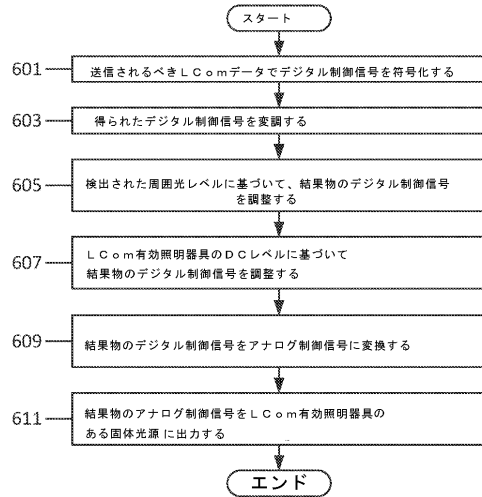 スタート
601
送信されるべきLComデータでデジタル制御信号を符号化する
603
得られたデジタル制御信号を変調する
605
検出された周囲光レベルに基づいて、結果物のデジタル制御信号
を調整する
607
LCom有効照明器具のDCレベルに基づいて
結果物のデジタル制御信号を調整する
609
結果物のデジタル制御信号をアナログ制御信号に変換する
611
結果物のアナログ制御信号をLCom有効照明器具の
ある固体光源に出力する
エンド